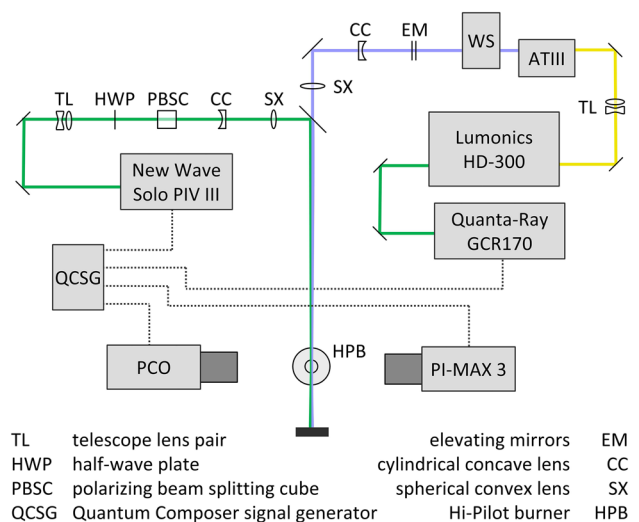 CC EM WS ATIII
SX
TL HWP PBSC CC SX
TL
Lumonics
HD-300
New Wave
Solo PIV III
Quanta-Ray
GCR170
QCSG
HPB
PCO
PI-MAX 3
TL telescope lens pair elevating mirrors EM
HWP half-wave plate cylindrical concave lens CC
PBSC polarizing beam splitting cube spherical convex lens SX
QCSG Quantum Composer signal generator Hi-Pilot burner HPB